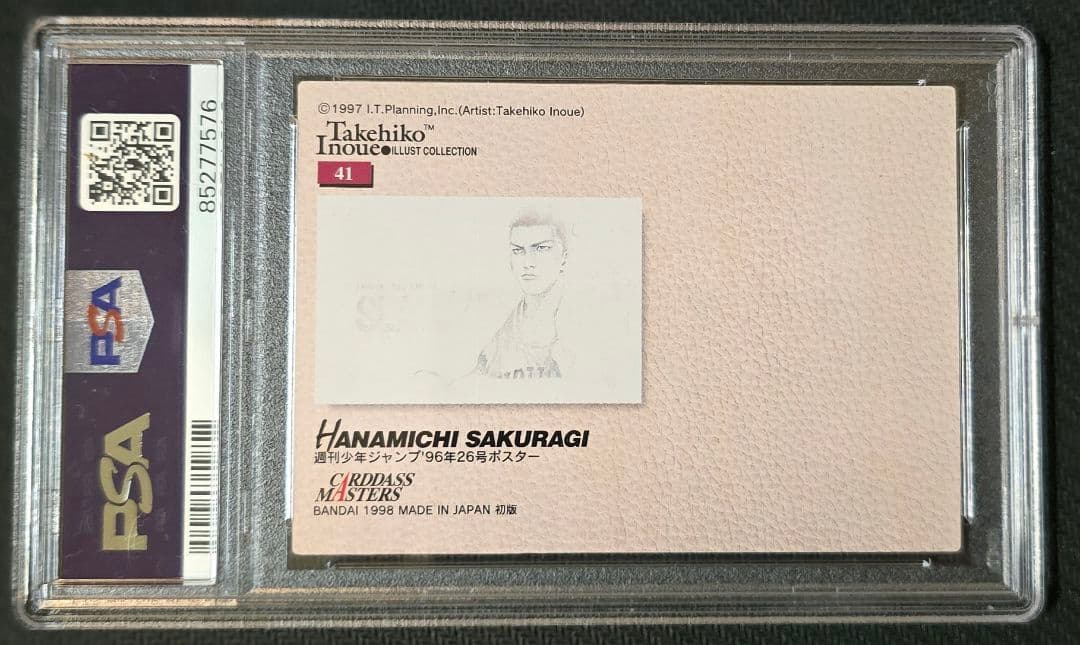 ©1997 I.T.Planning,Inc.(Artist:Takehiko Inoue)
Takehiko™
Inoue●ILLUST COLLECTION
41
HANAMICHI SAKURAGI
週刊少年ジャンプ'96年26号ポスター
CARDDASS
MASTERS
BANDAI 1998 MADE IN JAPAN 初版
85277576
PSA
PSA